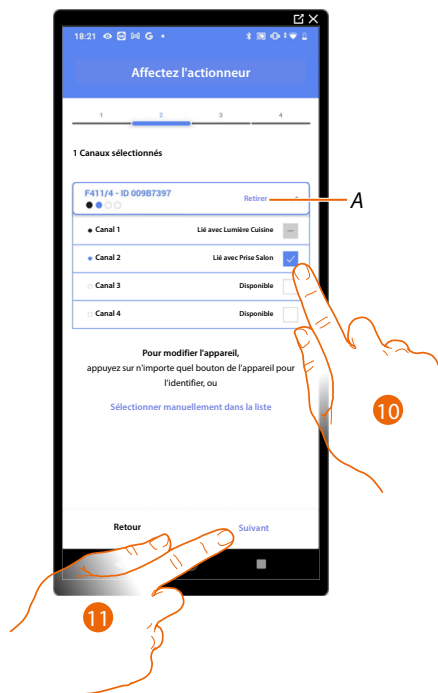 18:21 G
Affectez l'actionneur
1 2 3 4
1 Canaux sélectionnés
F411/4 - ID 009B7397
Retirer
A
Canal 1 Lié avec Lumière Cuisine
Canal 2 Lié avec Prise Salon
Canal 3 Disponible
Canal 4 Disponible
Pour modifier l'appareil,
appuyez sur n'importe quel bouton de l'appareil pour
l'identifier, ou
Sélectionner manuellement dans la liste
10
Retour Suivant
11